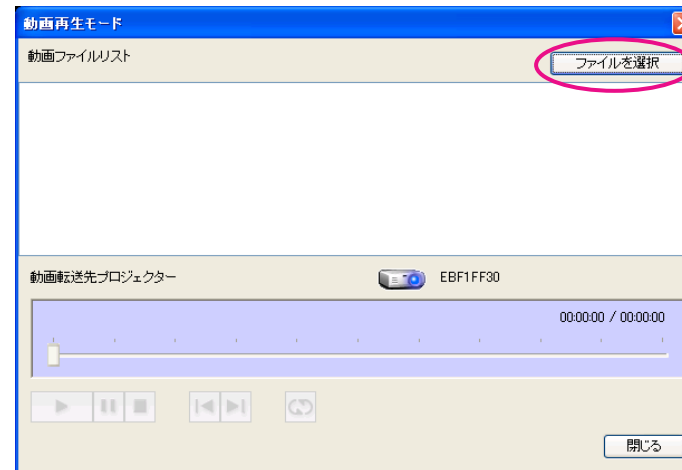 動画再生モード
動画ファイルリスト
ファイルを選択
動画転送先プロジェクター
EBF1FF30
00:00:00 / 00:00:00
閉じる